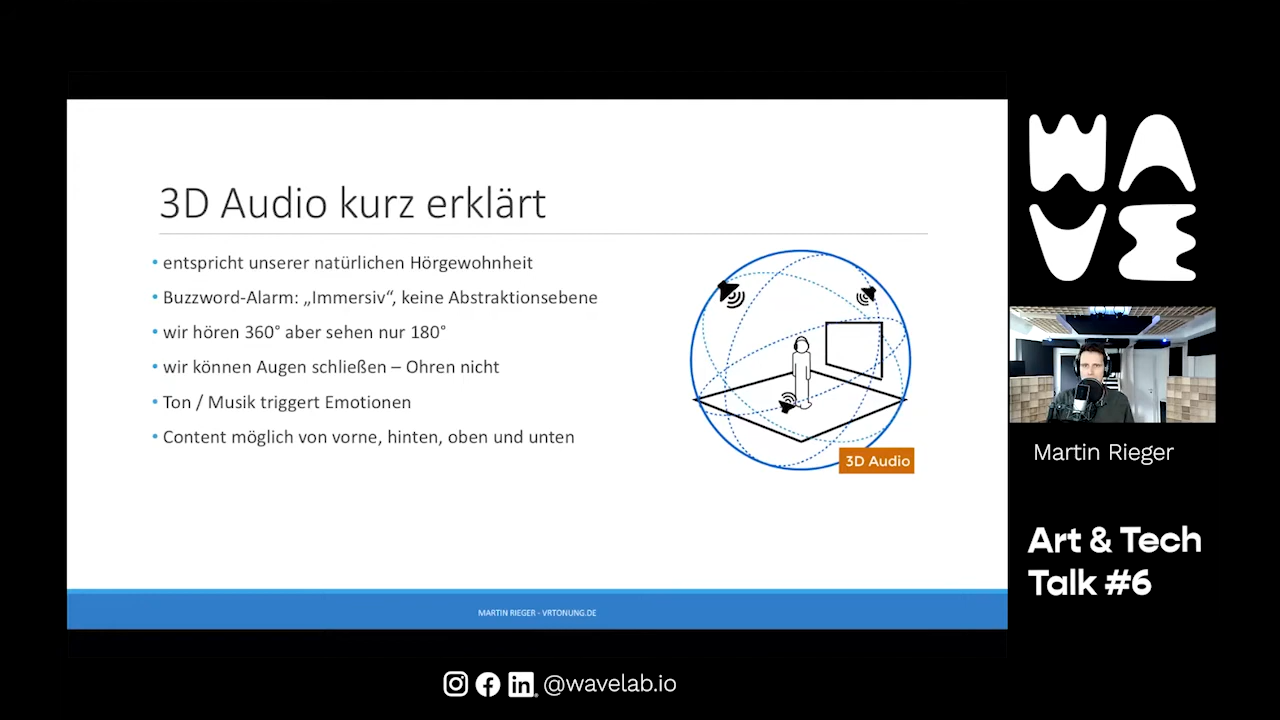 3D Audio kurz erklärt
• entspricht unserer natürlichen Hörgewohnheit
• Buzzword-Alarm: „Immersiv“, keine Abstraktionsebene
• wir hören 360° aber sehen nur 180°
• wir können Augen schließen – Ohren nicht
• Ton / Musik triggert Emotionen
• Content möglich von vorne, hinten, oben und unten
3D Audio
MARTIN RIEGER - VRTONUNG.DE
WA
VE
Martin Rieger
Art & Tech
Talk #6
in @wavelab.io